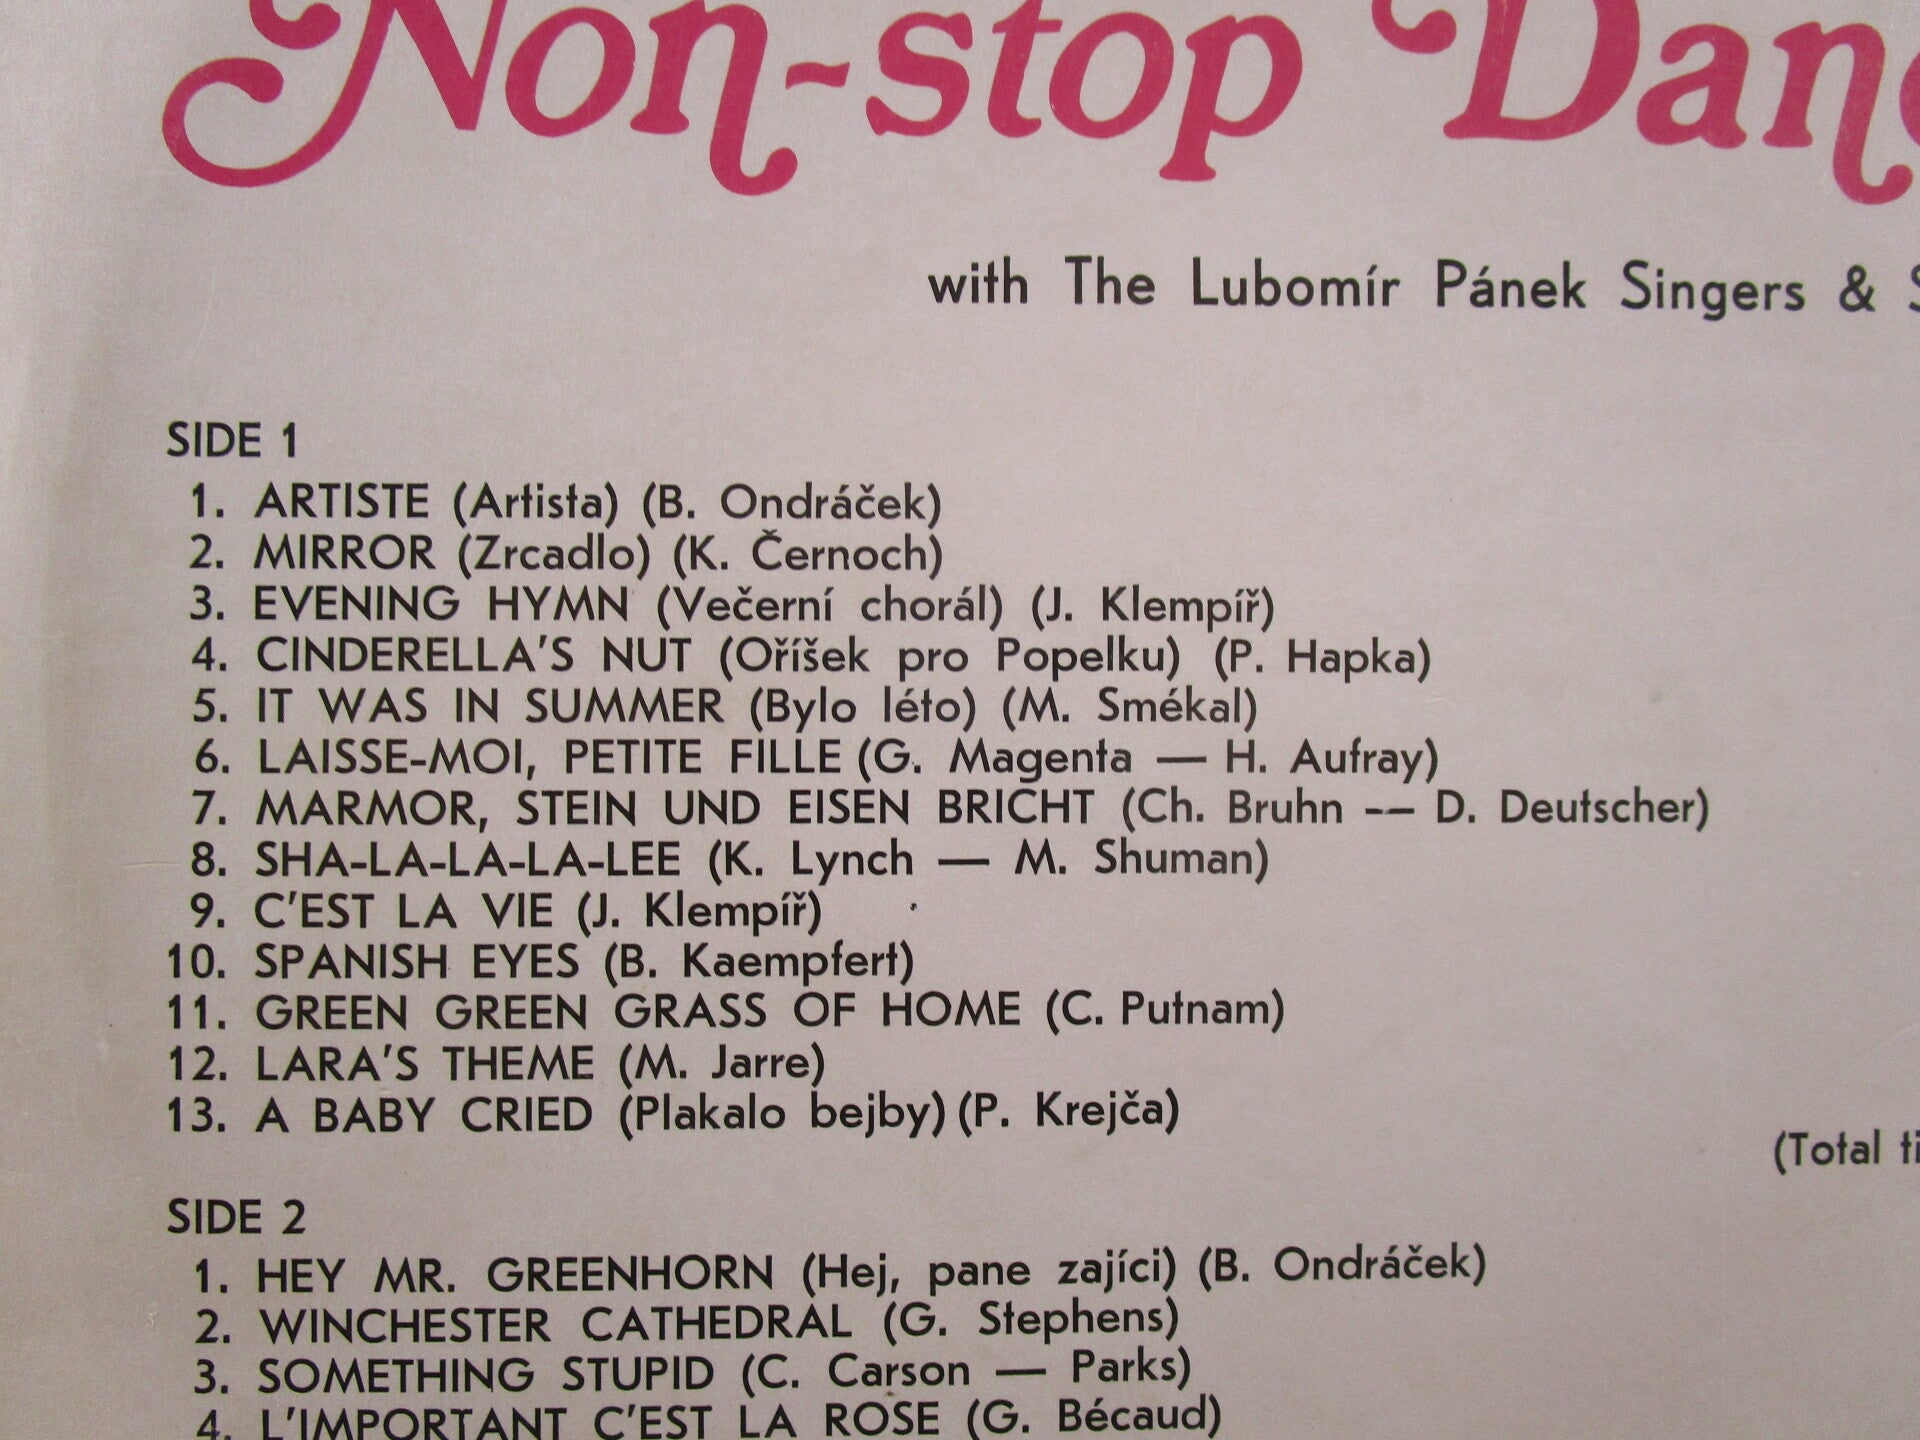 Non-stop
with The Lubomír Pánek Singers &
SIDE 1
1. ARTISTE (Artista) (B. Ondráček)
2. MIRROR (Zrcadlo) (K. Černoch)
3. EVENING HYMN (Večerní chorál) (J. Klempíř)
4. CINDERELLA'S NUT (Oříšek pro Popelku) (P. Hapka)
5. IT WAS IN SUMMER (Bylo léto) (M. Smékal)
6. LAISSE-MOI, PETITE FILLE (G. Magenta — H. Aufray)
7. MARMOR, STEIN UND EISEN BRICHT (Ch. Bruhn -– D. Deutscher)
8. SHA-LA-LA-LA-LEE (K. Lynch — M. Shuman)
9. C'EST LA VIE (J. Klempíř)
10. SPANISH EYES (B. Kaempfert)
11. GREEN GREEN GRASS OF HOME (C. Putnam)
12. LARA'S THEME (M. Jarre)
13. A BABY CRIED (Plakalo bejby) (P. Krejča)
(Total
SIDE 2
1. HEY MR. GREENHORN (Hej, pane zajíci) (B. Ondráček)
2. WINCHESTER CATHEDRAL (G. Stephens)
3. SOMETHING STUPID (C. Carson — Parks)
4. L'IMPORTANT C'EST LA ROSE (G. Bécaud)